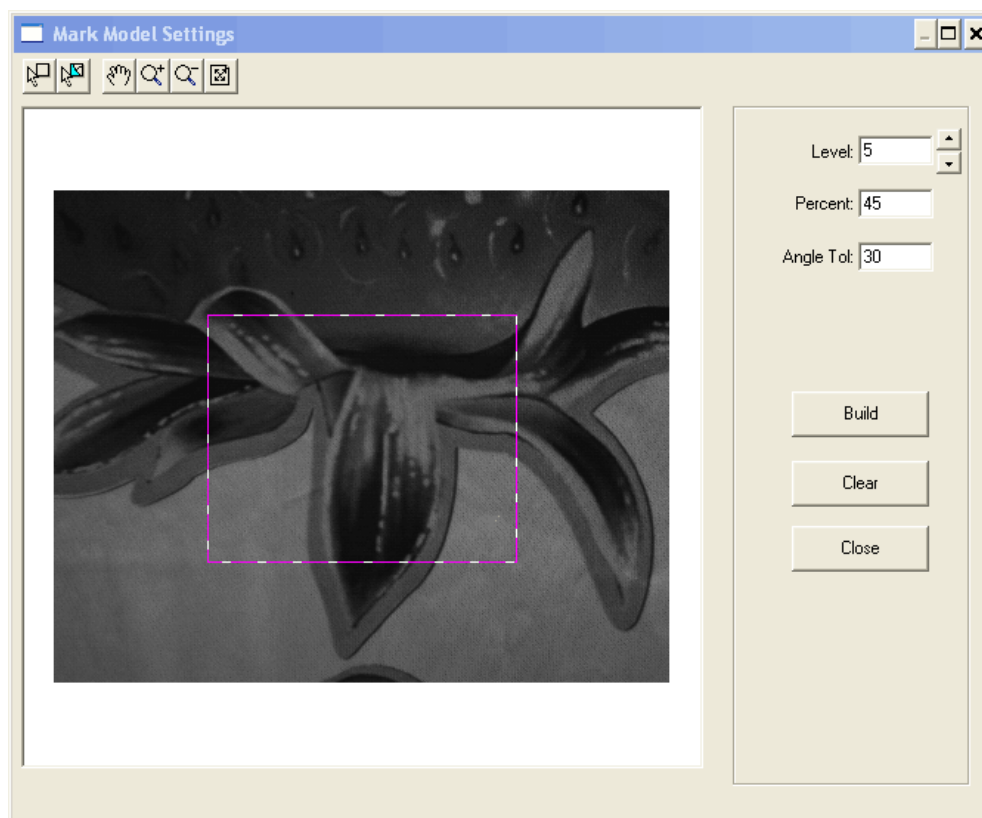 Mark Model Settings
Level: 5
Percent: 45
Angle Tol: 30
Build
Clear
Close